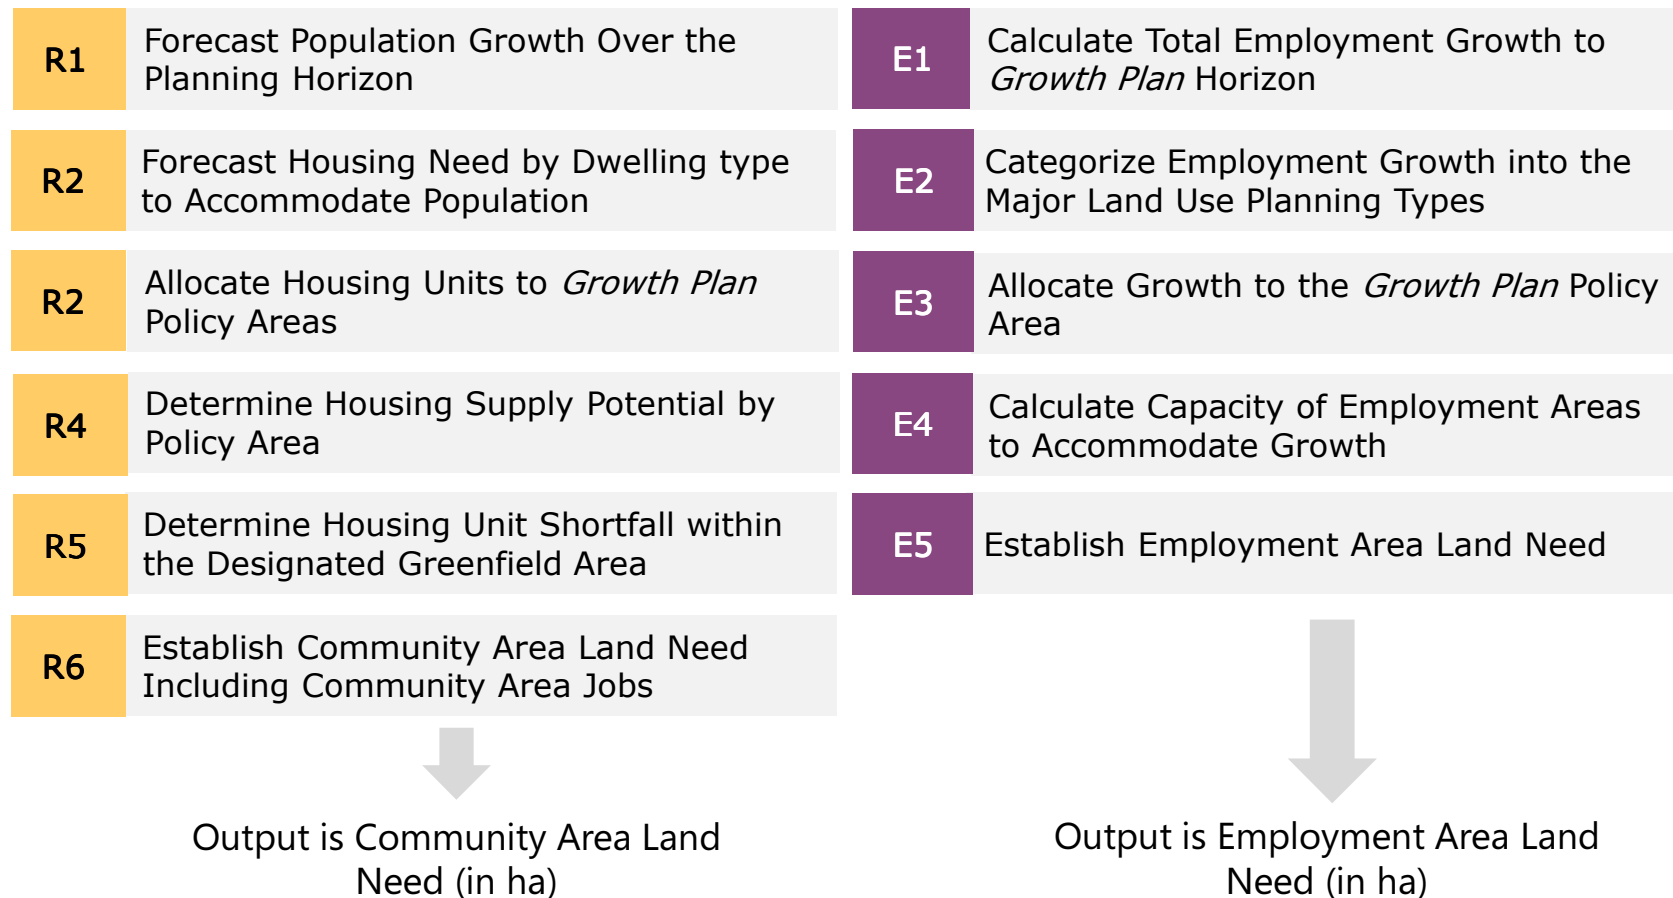 R1
Forecast Population Growth Over the
Planning Horizon
R2
Forecast Housing Need by Dwelling type
to Accommodate Population
R2
Allocate Housing Units to Growth Plan
Policy Areas
R4
Determine Housing Supply Potential by
Policy Area
R5
Determine Housing Unit Shortfall within
the Designated Greenfield Area
R6
Establish Community Area Land Need
Including Community Area Jobs
Output is Community Area Land
Need (in ha)
E1
Calculate Total Employment Growth to
Growth Plan Horizon
E2
Categorize Employment Growth into the
Major Land Use Planning Types
E3
Allocate Growth to the Growth Plan Policy
Area
E4
Calculate Capacity of Employment Areas
to Accommodate Growth
E5
Establish Employment Area Land Need
Output is Employment Area Land
Need (in ha)